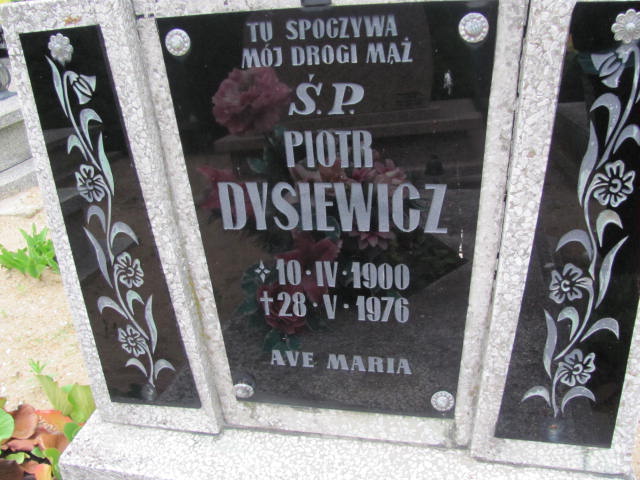 TU SPOCZYWA
MÓJ DROGI MĄŻ
Ś.P.
PIOTR
DYSIEWICZ
10·IV·1900
†28·V·1976
AVE MARIA